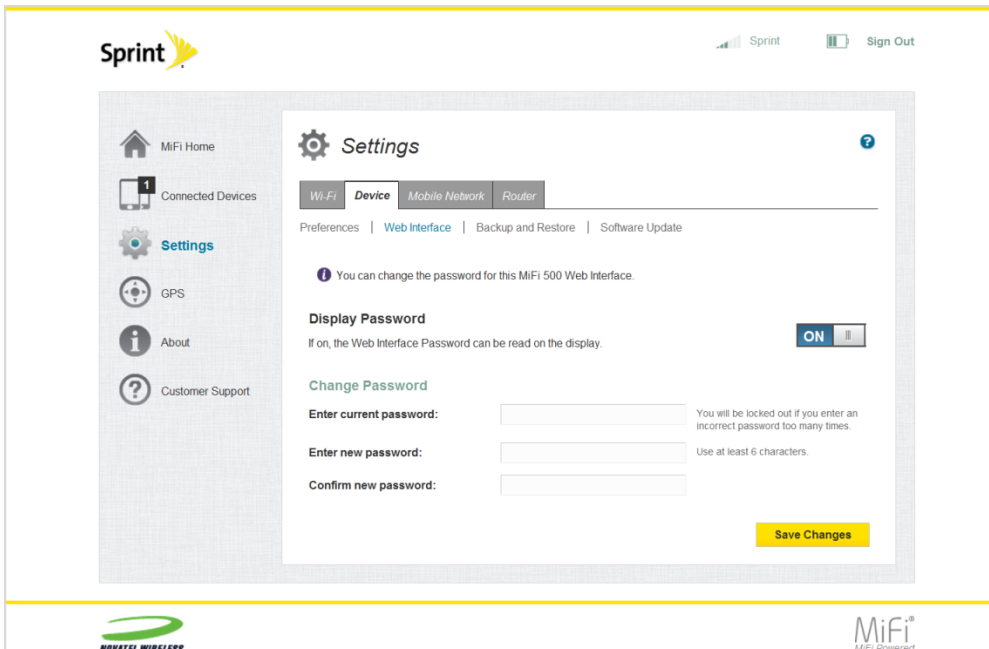 Sprint
Sprint
Sign Out
MiFi Home
1
Connected Devices
Settings
GPS
About
Customer Support
Settings
Wi-Fi
Device
Mobile Network
Router
Preferences | Web Interface | Backup and Restore | Software Update
You can change the password for this MiFi 500 Web Interface.
Display Password
If on, the Web Interface Password can be read on the display.
ON
Change Password
Enter current password:
You will be locked out if you enter an
incorrect password too many times.
Enter new password:
Use at least 6 characters.
Confirm new password:
Save Changes
NOVATEL WIRELESS
MiFi®
MiFi Powered